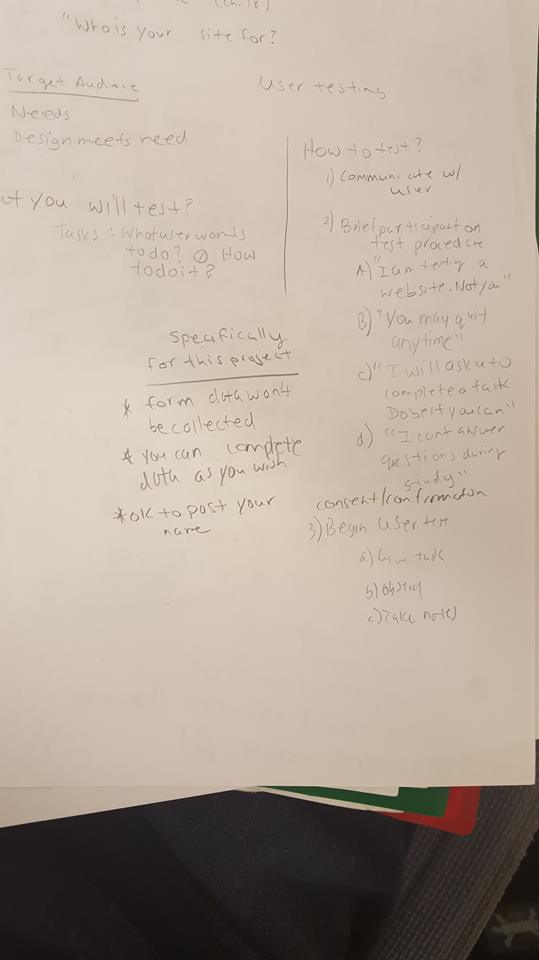 (Ch. 18)
"Who is your site for?
Target Audiace
Needs
Design meets need
at you will test?
Tasks : What user wants
to do? & How
to do it?
User testing
How to test?
1) Communicate w/
user
2) Brief participant on
test procedure
A) "I am testing a
website. Not you"
B) "You may quit
anytime"
c) "I will ask u to
complete a task
Do best you can"
d) "I cant answer
questions during
study"
consent/confirmation
3) Begin User test
a) Give task
b) observ
c) Take notes
Specifically
for this project
* form data won't
be collected
* you can complete
data as you wish
* OK to post your
name